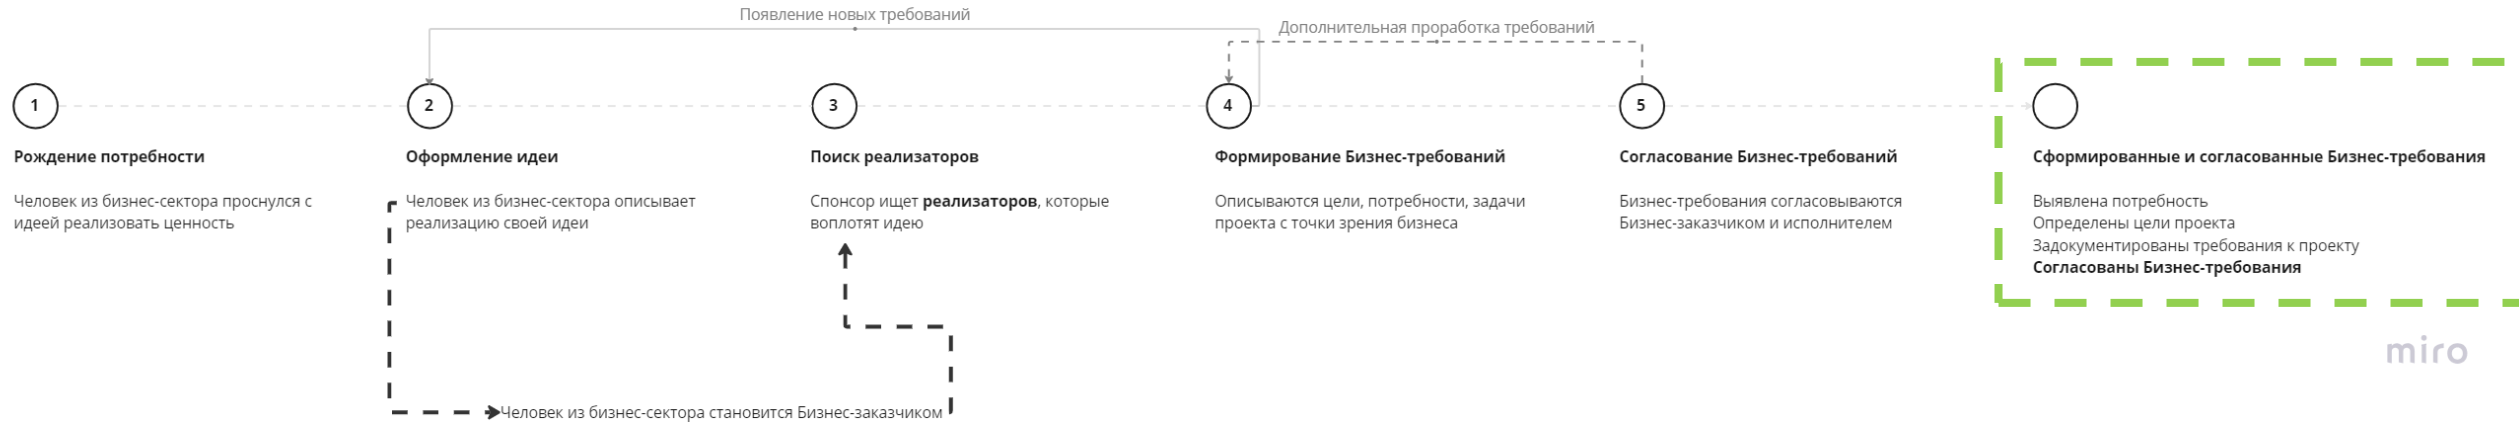 Появление новых требований
Дополнительная проработка требований
1
2
3
4
5
Рождение потребности
Человек из бизнес-сектора проснулся с
идеей реализовать ценность
Оформление идеи
Человек из бизнес-сектора описывает
реализацию своей идеи
Поиск реализаторов
Спонсор ищет реализаторов, которые
воплотят идею
Формирование Бизнес-требований
Описываются цели, потребности, задачи
проекта с точки зрения бизнеса
Согласование Бизнес-требований
Бизнес-требования согласовываются
Бизнес-заказчиком и исполнителем
Сформированные и согласованные Бизнес-требования
Выявлена потребность
Определены цели проекта
Задокументированы требования к проекту
Согласованы Бизнес-требования
Человек из бизнес-сектора становится Бизнес-заказчиком
miro